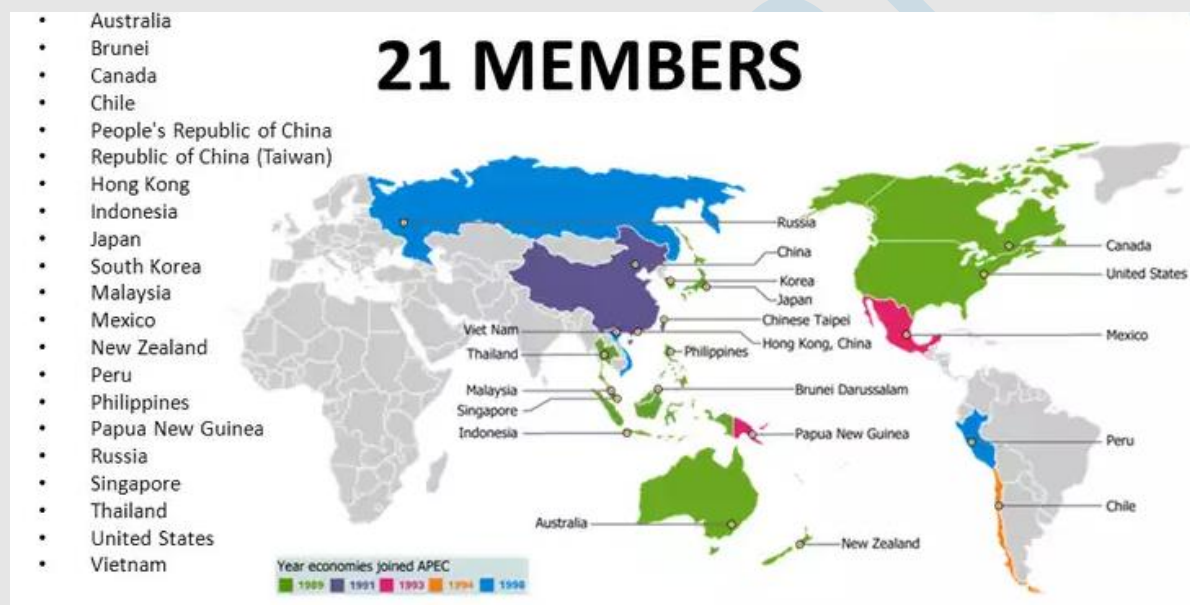 21 MEMBERS
• Australia
• Brunei
• Canada
• Chile
• People's Republic of China
• Republic of China (Taiwan)
• Hong Kong
• Indonesia
• Japan
• South Korea
• Malaysia
• Mexico
• New Zealand
• Peru
• Philippines
• Papua New Guinea
• Russia
• Singapore
• Thailand
• United States
• Vietnam
Russia
China
Korea
Japan
Chinese Taipei
Hong Kong, China
Viet Nam
Thailand
Philippines
Malaysia
Singapore
Brunei Darussalam
Indonesia
Papua New Guinea
Australia
New Zealand
Canada
United States
Mexico
Peru
Chile
Year economies joined APEC
1989 1991 1993 1994 1998